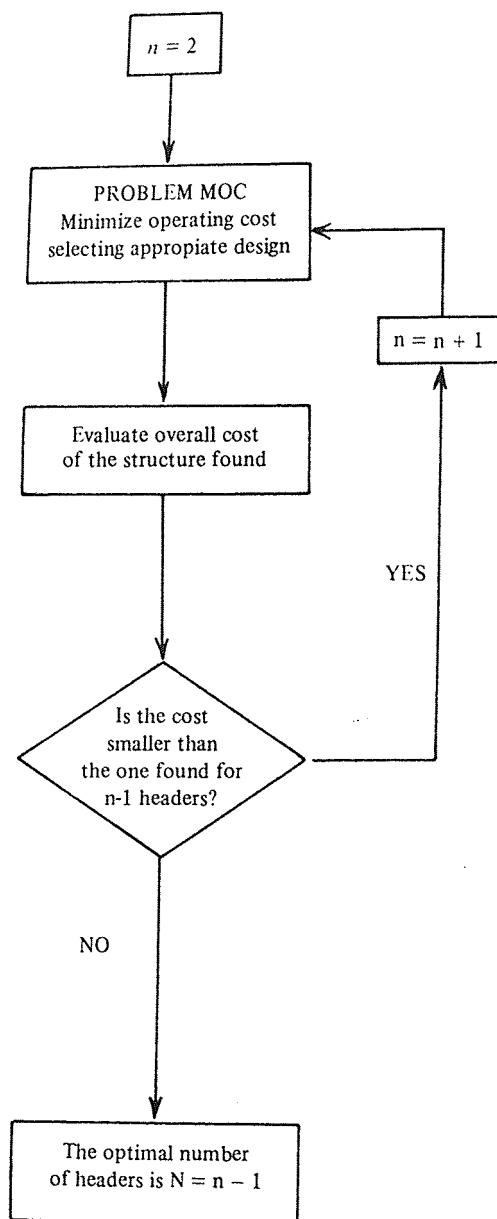 n = 2
PROBLEM MOC
Minimize operating cost
selecting appropiate design
n = n + 1
Evaluate overall cost
of the structure found
YES
Is the cost
smaller than
the one found for
n-1 headers?
NO
The optimal number
of headers is N = n − 1